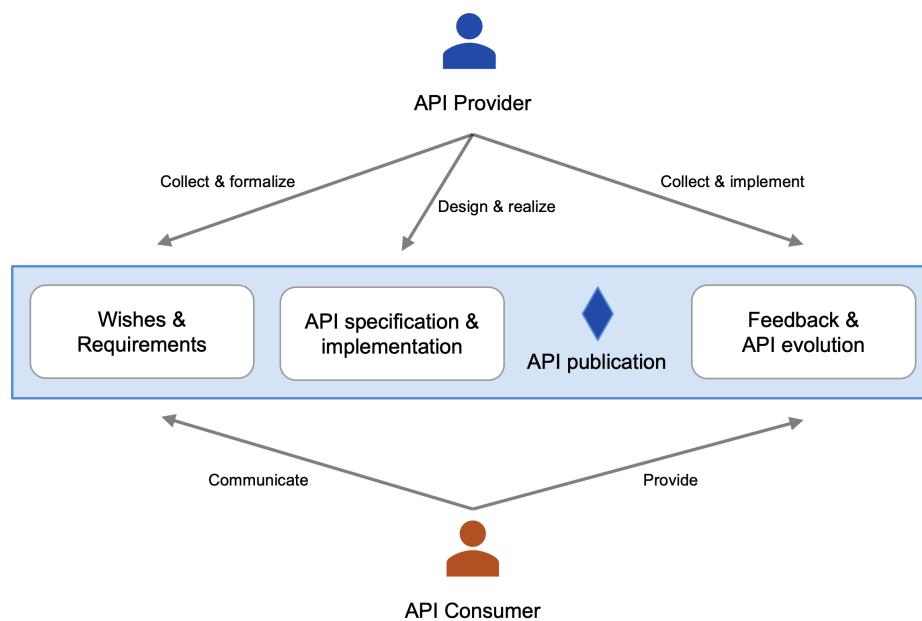 API Provider
Collect & formalize
Collect & implement
Design & realize
Wishes &
Requirements
API specification &
implementation
API publication
Feedback &
API evolution
Communicate
Provide
API Consumer